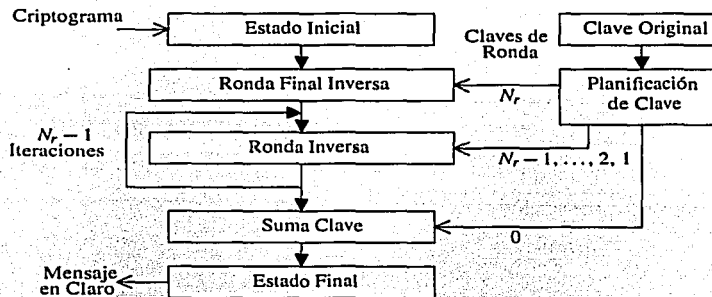 Criptograma
Estado Inicial
Claves de
Ronda
Clave Original
Ronda Final Inversa
N_r
Planificación
de Clave
N_r − 1
Iteraciones
Ronda Inversa
N_r − 1, . . . , 2, 1
Suma Clave
0
Mensaje
en Claro
Estado Final